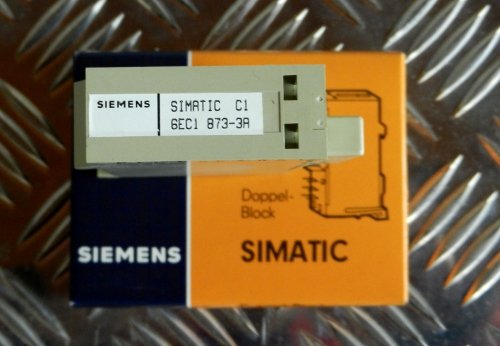 SIEMENS
SIMATIC C1
6EC1 873-3A
Doppel-
Block
SIEMENS
SIMATIC